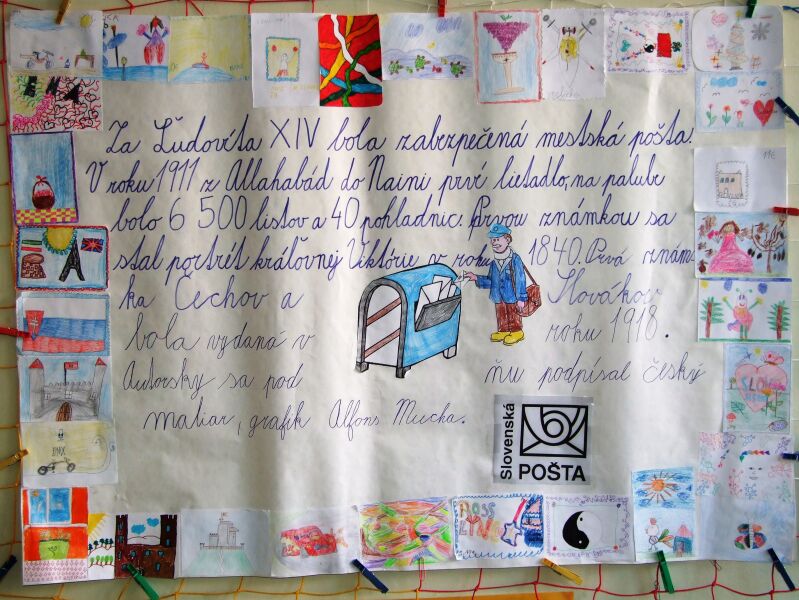 Za Ľudovíta XIV bola zabezpečená mestská pošta.
V roku 1911 z Allahabád do Naini prvé lietadlo, na palube
bolo 6 500 listov a 40 pohladnic. Prvou známkou sa
stal portrét kráľovnej Viktórie v roku 1840. Prvá znám
ka Čechov a Slovákov
bola vydaná v roku 1918.
Autorsky sa pod ňu podpísal český
maliar, grafik Alfons Mucha.
Slovenská
POŠTA